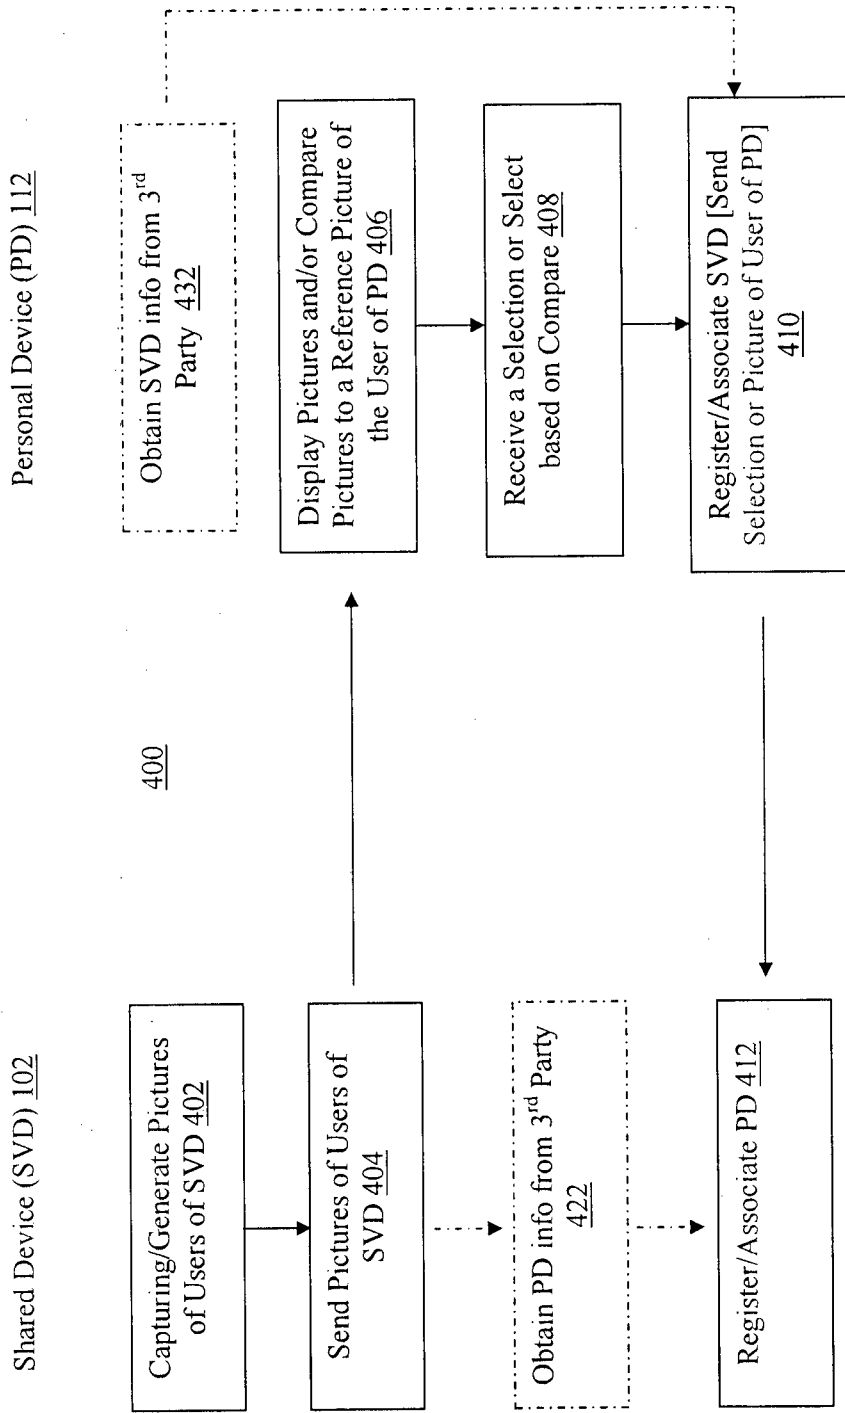 Shared Device (SVD) 102
Personal Device (PD) 112
400
Capturing/Generate Pictures
of Users of SVD 402
Send Pictures of Users of
SVD 404
Obtain PD info from 3rd Party
422
Register/Associate PD 412
Obtain SVD info from 3rd
Party 432
Display Pictures and/or Compare
Pictures to a Reference Picture of
the User of PD 406
Receive a Selection or Select
based on Compare 408
Register/Associate SVD [Send
Selection or Picture of User of PD]
410